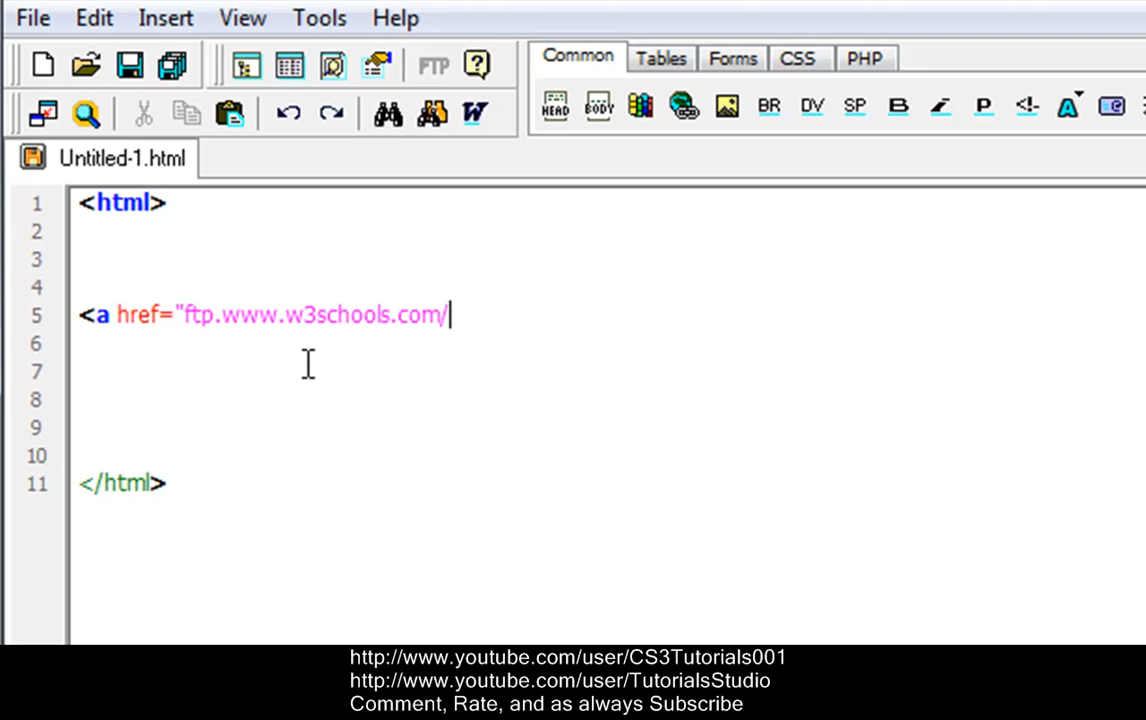 File Edit Insert View Tools Help
Common Tables Forms CSS PHP
FTP
HEAD BODY BR DV SP B P <!- A
W
Untitled-1.html
1 <html>
2
3
4
5 <a href="ftp.www.w3schools.com/
6
7
8
9
10
11 </html>
http://www.youtube.com/user/CS3Tutorials001
http://www.youtube.com/user/TutorialsStudio
Comment, Rate, and as always Subscribe